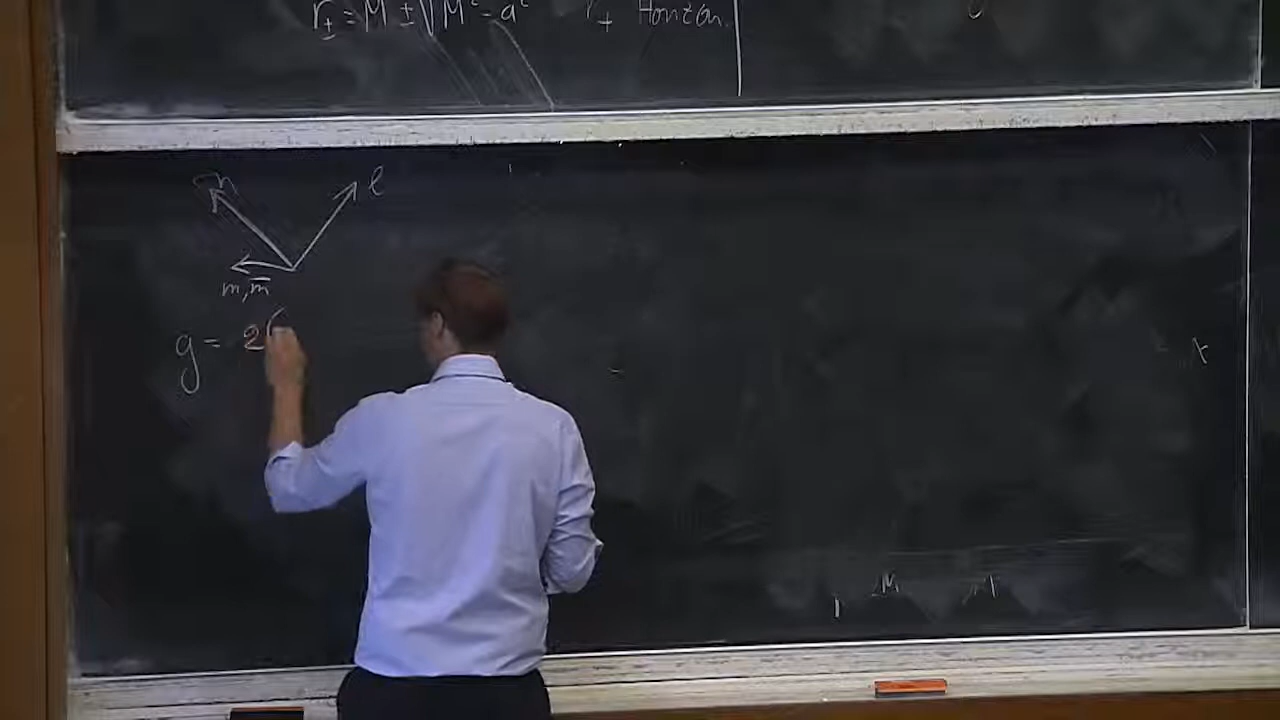 r± = M ± √M² - a² r+ Horizon.
n l
m, m̅
g = 2(